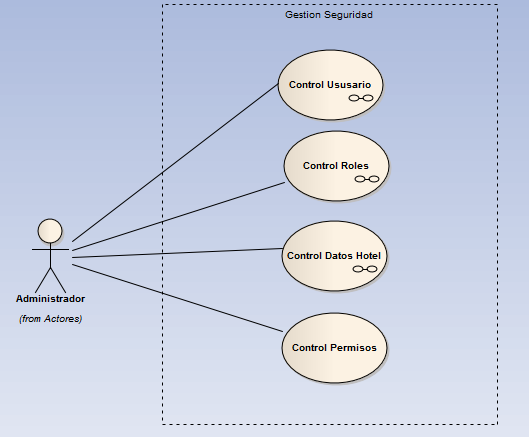 Gestion Seguridad
Control Ususario
Control Roles
Control Datos Hotel
Control Permisos
Administrador
(from Actores)